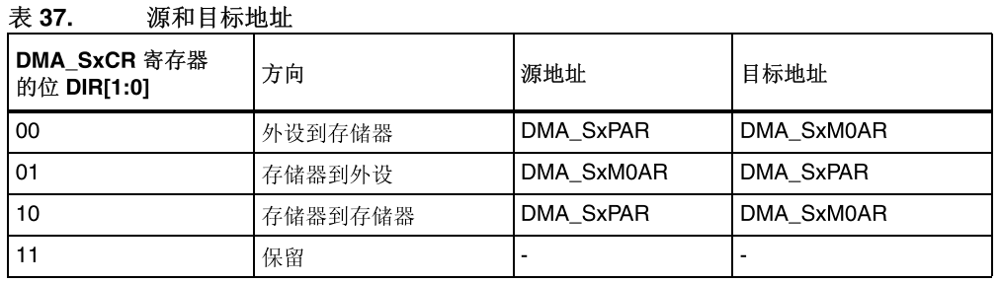 表 37. 源和目标地址
DMA_SxCR 寄存器
的位 DIR[1:0] 方向 源地址 目标地址
00 外设到存储器 DMA_SxPAR DMA_SxM0AR
01 存储器到外设 DMA_SxM0AR DMA_SxPAR
10 存储器到存储器 DMA_SxPAR DMA_SxM0AR
11 保留 - -